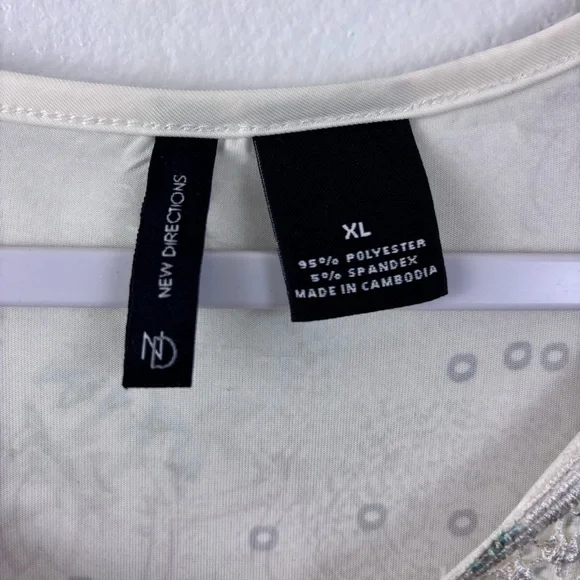 NEW DIRECTIONS
ND
XL
95% POLYESTER
5% SPANDEX
MADE IN CAMBODIA